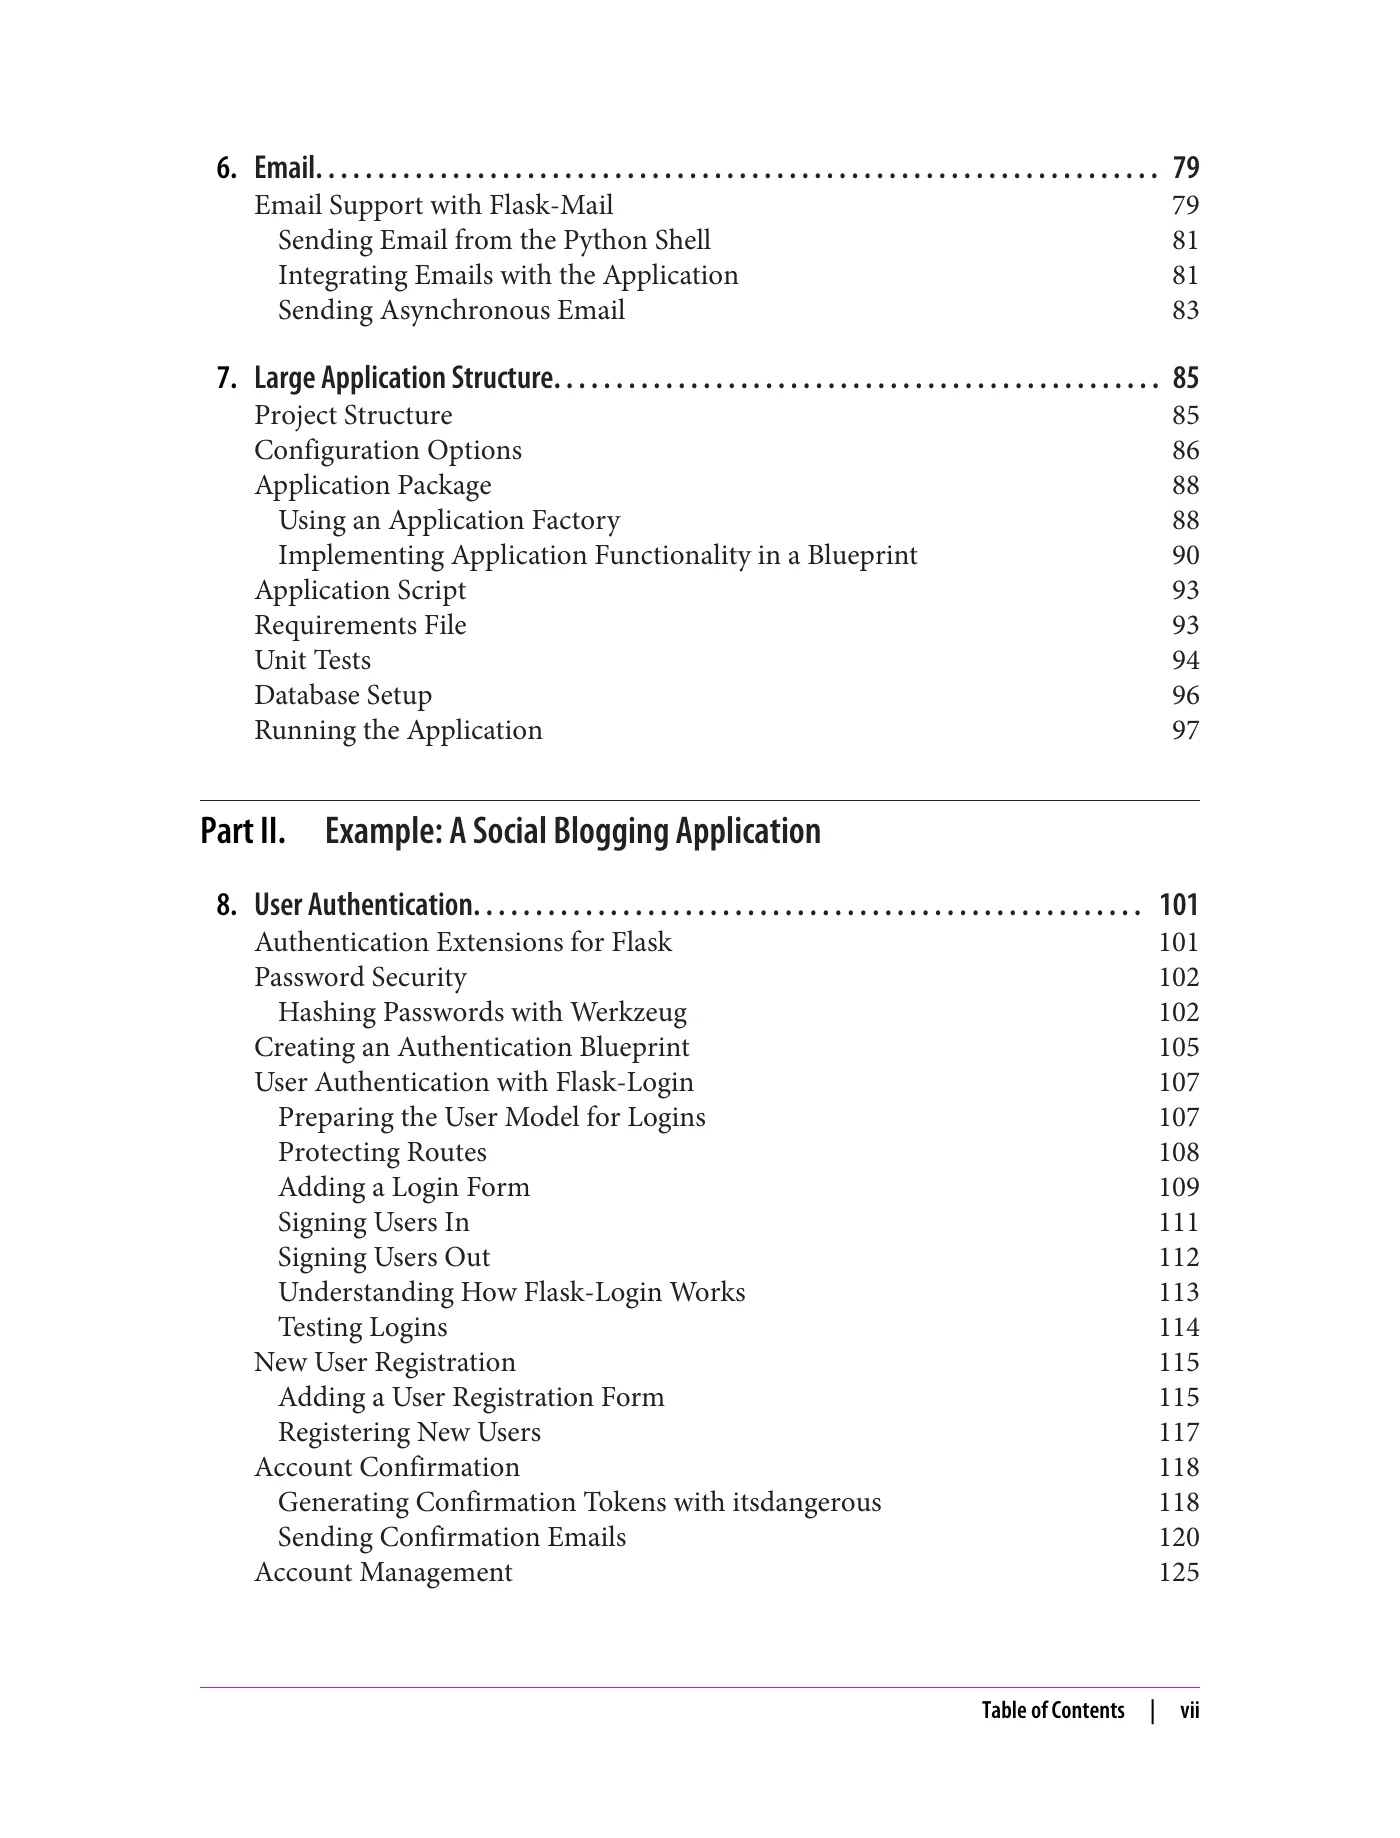 6. Email. . . . . . . . . . . . . . . . . . . . . . . . . . . . . . . . . . . . . . . . . . . . . . . . . . . . . . . . . . . . . . . . . . . . 79
Email Support with Flask-Mail 79
Sending Email from the Python Shell 81
Integrating Emails with the Application 81
Sending Asynchronous Email 83
7. Large Application Structure. . . . . . . . . . . . . . . . . . . . . . . . . . . . . . . . . . . . . . . . . . . . . . . . . 85
Project Structure 85
Configuration Options 86
Application Package 88
Using an Application Factory 88
Implementing Application Functionality in a Blueprint 90
Application Script 93
Requirements File 93
Unit Tests 94
Database Setup 96
Running the Application 97
Part II. Example: A Social Blogging Application
8. User Authentication. . . . . . . . . . . . . . . . . . . . . . . . . . . . . . . . . . . . . . . . . . . . . . . . . . . . . . 101
Authentication Extensions for Flask 101
Password Security 102
Hashing Passwords with Werkzeug 102
Creating an Authentication Blueprint 105
User Authentication with Flask-Login 107
Preparing the User Model for Logins 107
Protecting Routes 108
Adding a Login Form 109
Signing Users In 111
Signing Users Out 112
Understanding How Flask-Login Works 113
Testing Logins 114
New User Registration 115
Adding a User Registration Form 115
Registering New Users 117
Account Confirmation 118
Generating Confirmation Tokens with itsdangerous 118
Sending Confirmation Emails 120
Account Management 125
Table of Contents | vii